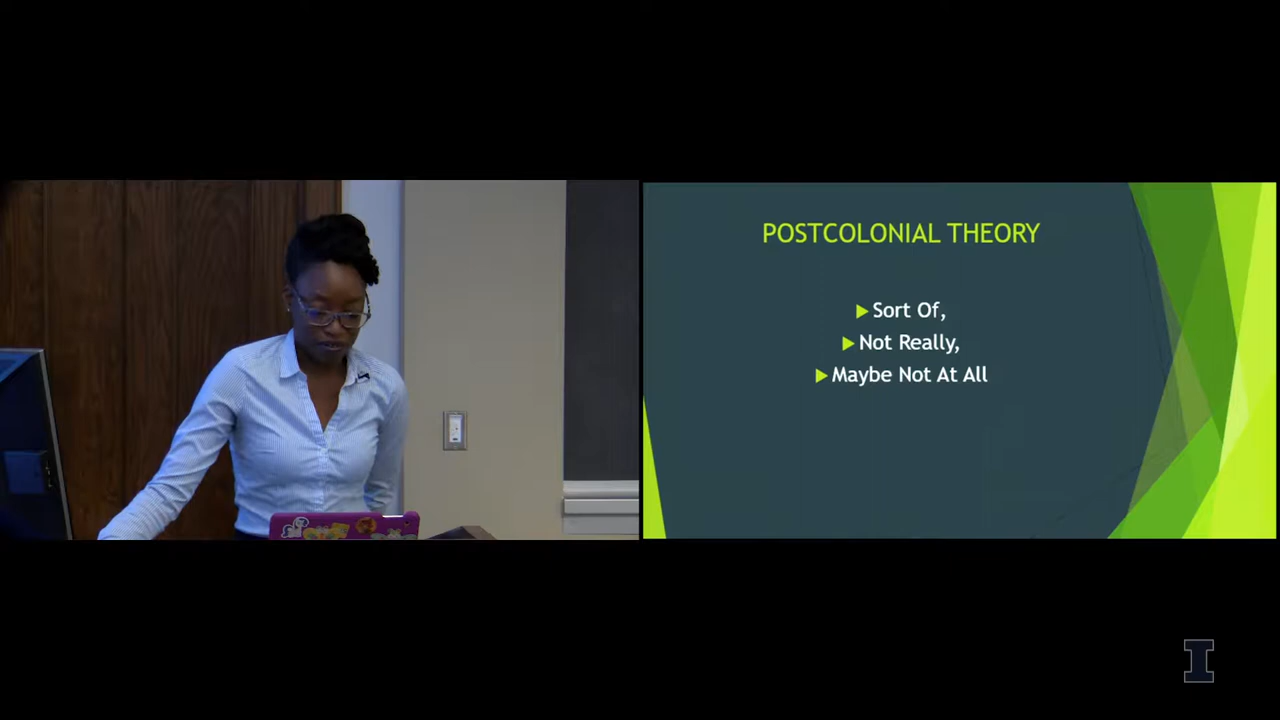 POSTCOLONIAL THEORY
Sort Of,
Not Really,
Maybe Not At All